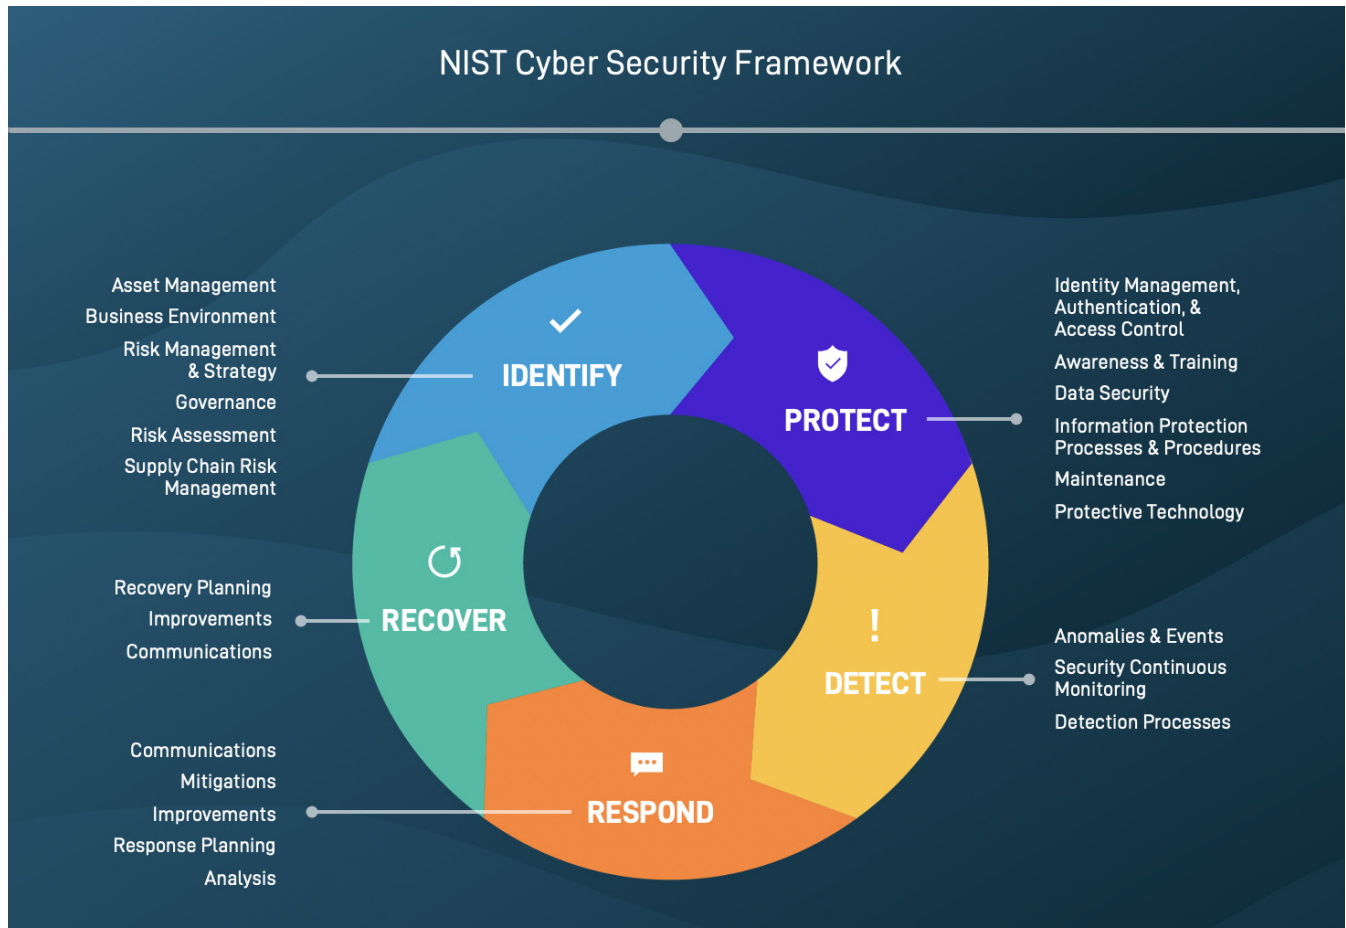 NIST Cyber Security Framework
Asset Management
Business Environment
Risk Management
& Strategy
Governance
Risk Assessment
Supply Chain Risk
Management
IDENTIFY
PROTECT
Identity Management,
Authentication, &
Access Control
Awareness & Training
Data Security
Information Protection
Processes & Procedures
Maintenance
Protective Technology
Recovery Planning
Improvements
Communications
RECOVER
DETECT
Anomalies & Events
Security Continuous
Monitoring
Detection Processes
Communications
Mitigations
Improvements
Response Planning
Analysis
RESPOND